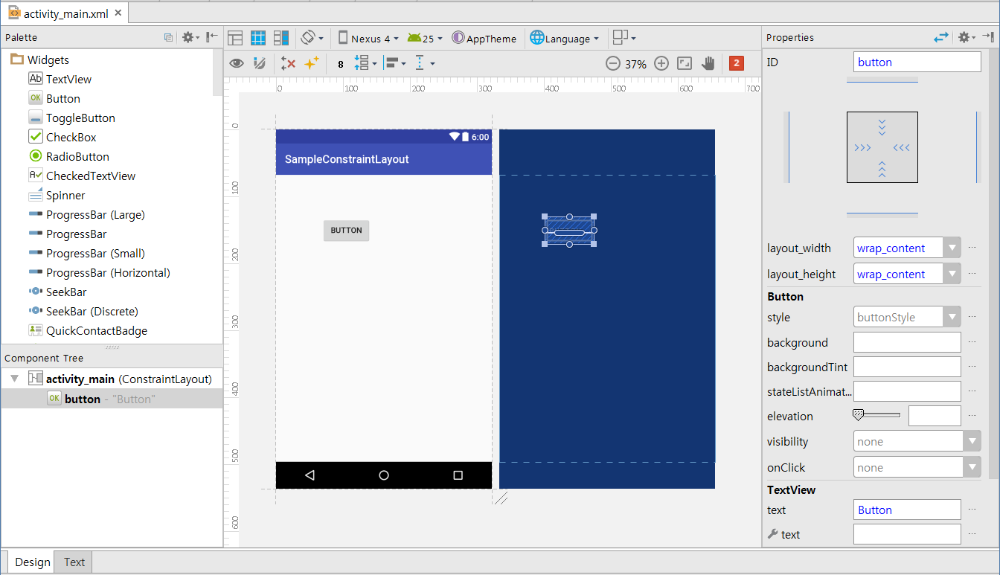 activity_main.xml
Palette
Nexus 4
25
AppTheme
Language
Properties
Widgets
Ab TextView
OK Button
ToggleButton
CheckBox
RadioButton
A CheckedTextView
Spinner
ProgressBar (Large)
ProgressBar
ProgressBar (Small)
ProgressBar (Horizontal)
SeekBar
SeekBar (Discrete)
QuickContactBadge
Component Tree
activity_main (ConstraintLayout)
OK button - "Button"
8
37%
2
0 100 200 300 400 500 600 700
0
100
200
300
400
500
600
6:00
SampleConstraintLayout
BUTTON
ID button
layout_width wrap_content ...
layout_height wrap_content ...
Button
style buttonStyle ...
background ...
backgroundTint ...
stateListAnimat... ...
elevation ...
visibility none
onClick none
TextView
text Button ...
text ...
Design Text